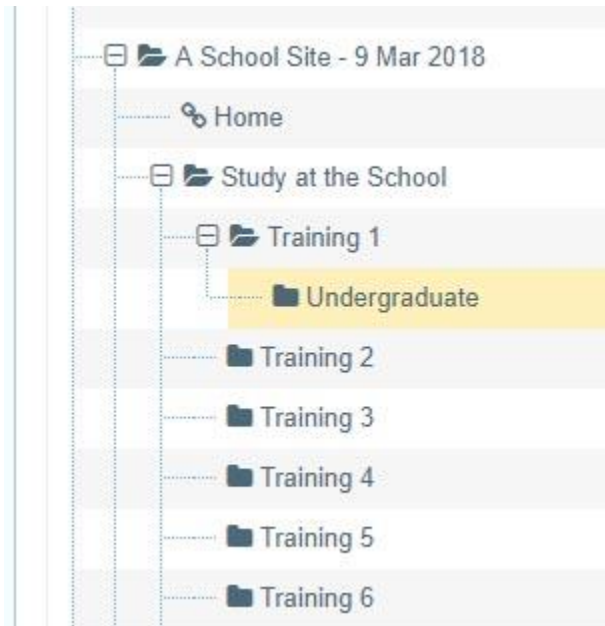 A School Site - 9 Mar 2018
Home
Study at the School
Training 1
Undergraduate
Training 2
Training 3
Training 4
Training 5
Training 6